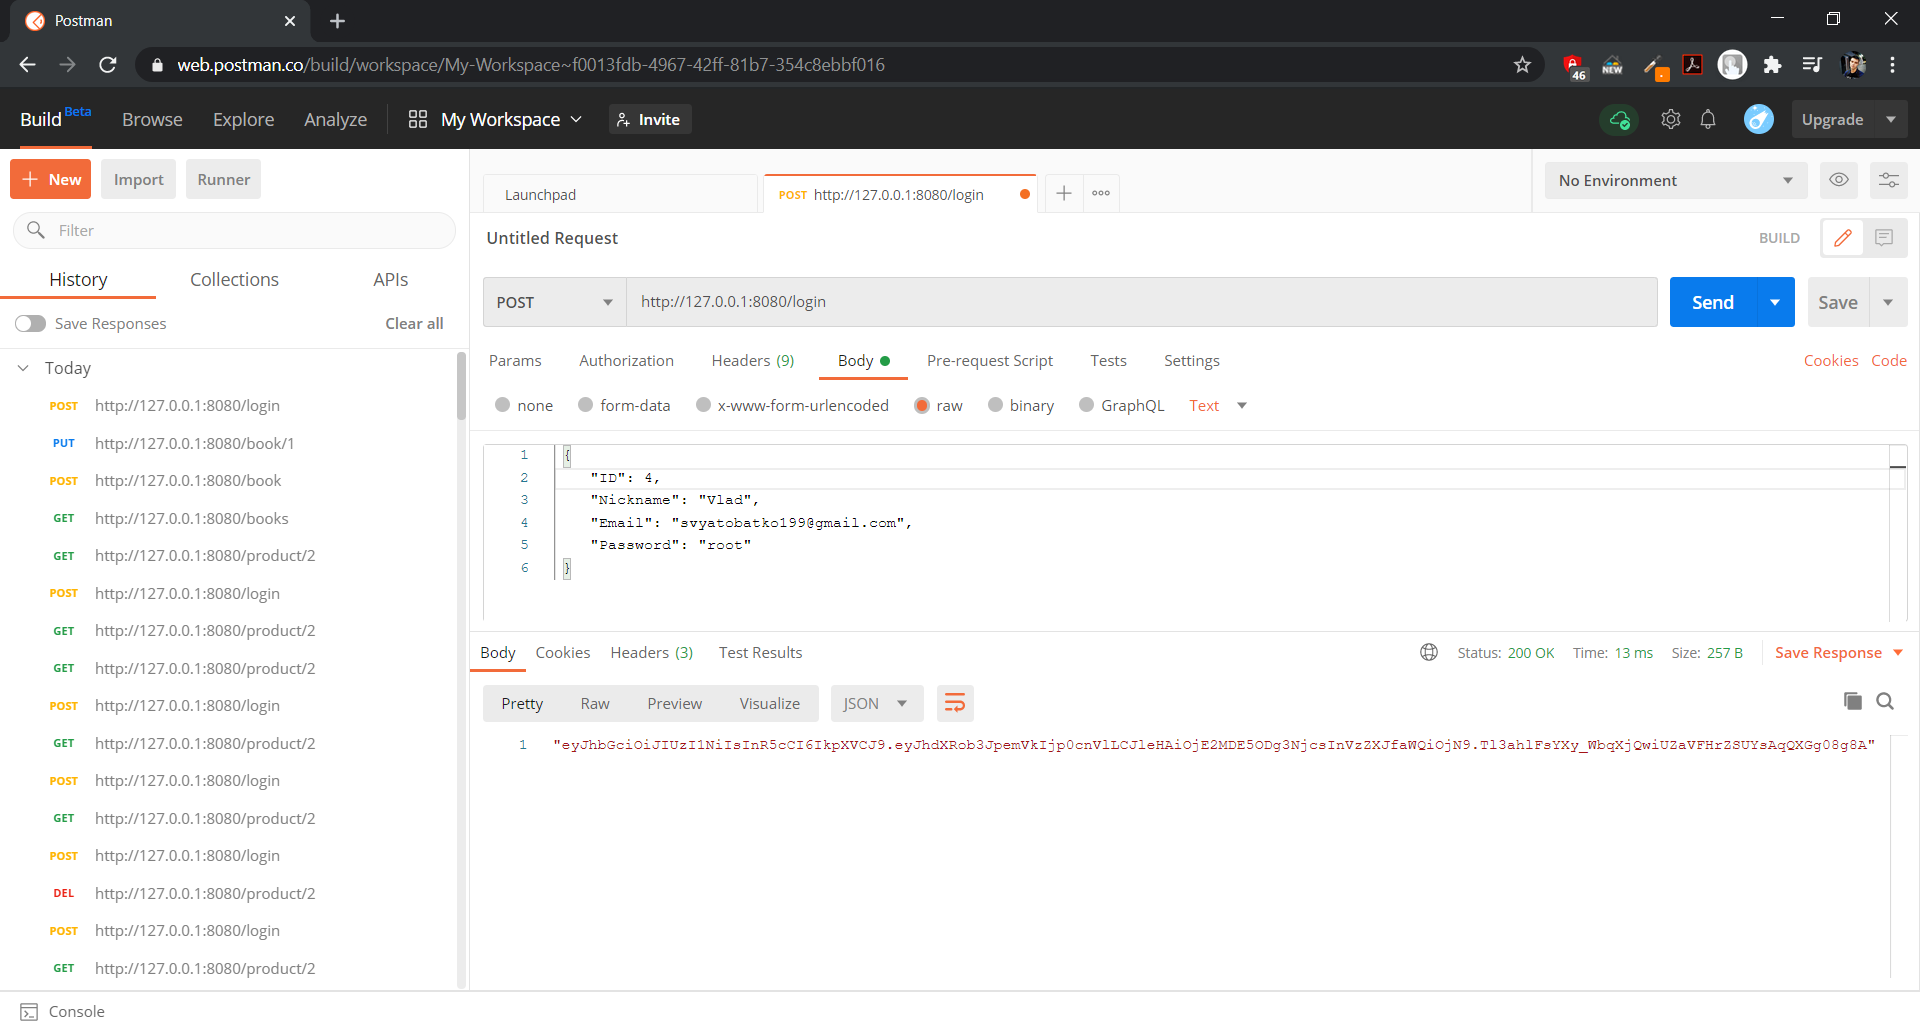 Postman
web.postman.co/build/workspace/My-Workspace~f0013fdb-4967-42ff-81b7-354c8ebbf016
46
NEW
Build Beta Browse Explore Analyze My Workspace Invite Upgrade
New Import Runner
Launchpad POST http://127.0.0.1:8080/login No Environment
Filter
Untitled Request BUILD
History Collections APIs
POST http://127.0.0.1:8080/login Send Save
Save Responses Clear all
Params Authorization Headers (9) Body Pre-request Script Tests Settings Cookies Code
none form-data x-www-form-urlencoded raw binary GraphQL Text
Today
POST http://127.0.0.1:8080/login
PUT http://127.0.0.1:8080/book/1
POST http://127.0.0.1:8080/book
GET http://127.0.0.1:8080/books
GET http://127.0.0.1:8080/product/2
POST http://127.0.0.1:8080/login
GET http://127.0.0.1:8080/product/2
GET http://127.0.0.1:8080/product/2
POST http://127.0.0.1:8080/login
GET http://127.0.0.1:8080/product/2
POST http://127.0.0.1:8080/login
GET http://127.0.0.1:8080/product/2
POST http://127.0.0.1:8080/login
DEL http://127.0.0.1:8080/product/2
POST http://127.0.0.1:8080/login
GET http://127.0.0.1:8080/product/2
1 {
2 "ID": 4,
3 "Nickname": "Vlad",
4 "Email": "svyatobatko199@gmail.com",
5 "Password": "root"
6 }
Body Cookies Headers (3) Test Results Status: 200 OK Time: 13 ms Size: 257 B Save Response
Pretty Raw Preview Visualize JSON
1 "eyJhbGciOiJIUzI1NiIsInR5cCI6IkpXVCJ9.eyJhdXRob3JpemVkIjp0cnVlLCJleHAiOjE2MDE5ODg3NjcsInVzZXJfaWQiOjN9.Tl3ahlFsYXy_WbqXjQwiUZaVFHrZSUYsAqQXGg08g8A"
Console